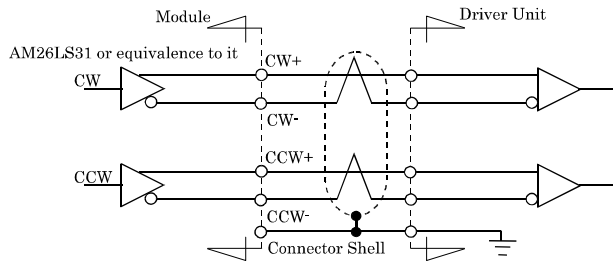 Module
Driver Unit
AM26LS31 or equivalence to it
CW
CW+
CW-
CCW+
CCW
CCW-
Connector Shell